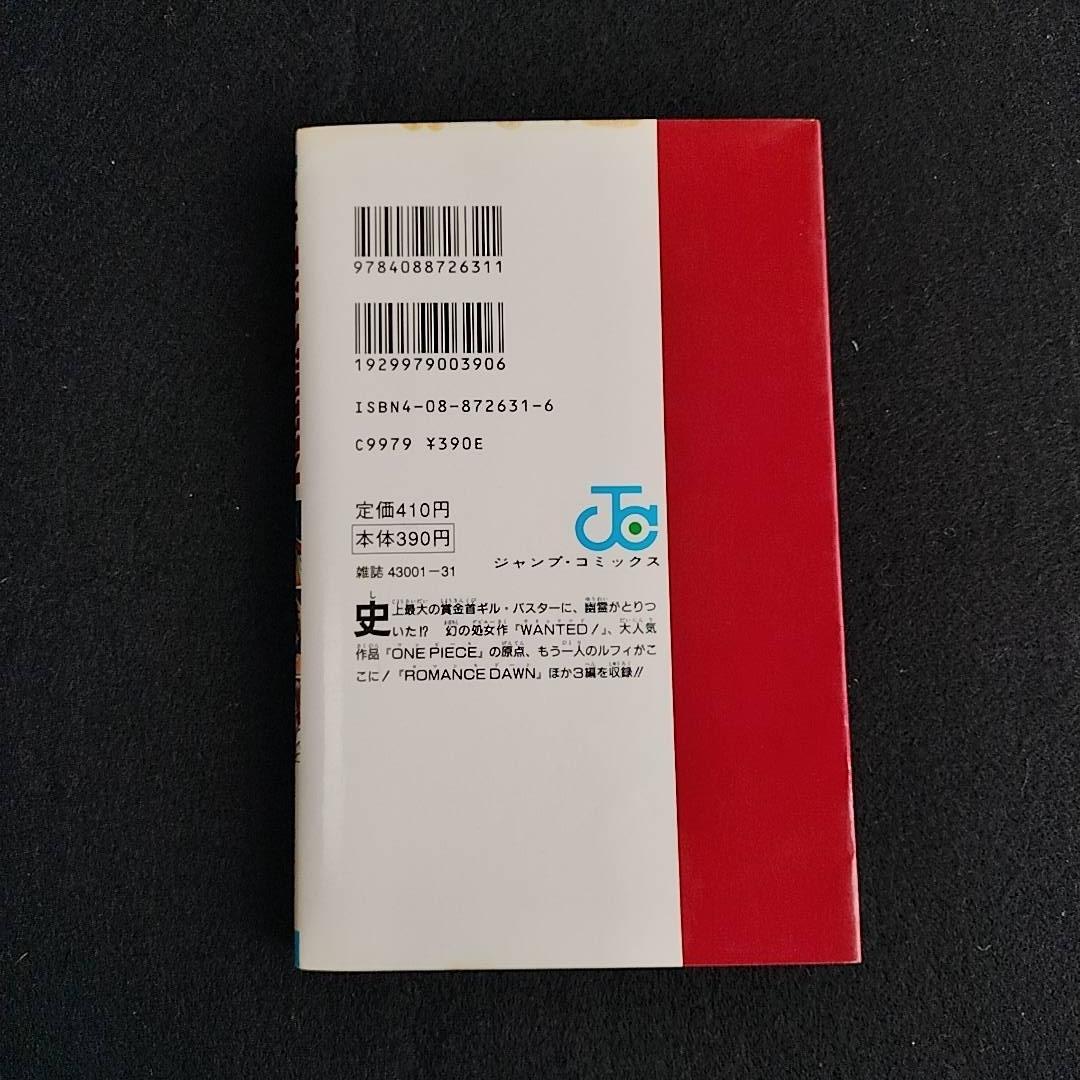 9784088726311
1929979003906
ISBN4-08-872631-6
C9979 ¥390E
定価410円
本体390円
雑誌 43001-31
ジャンプ・コミックス
史上最大の賞金首ギル・バスターに、幽霊がとりつ
いた!? 幻の処女作『WANTED!』、大人気
作品『ONE PIECE』の原点、もう一人のルフィがこ
こに!『ROMANCE DAWN』ほか3編を収録!!